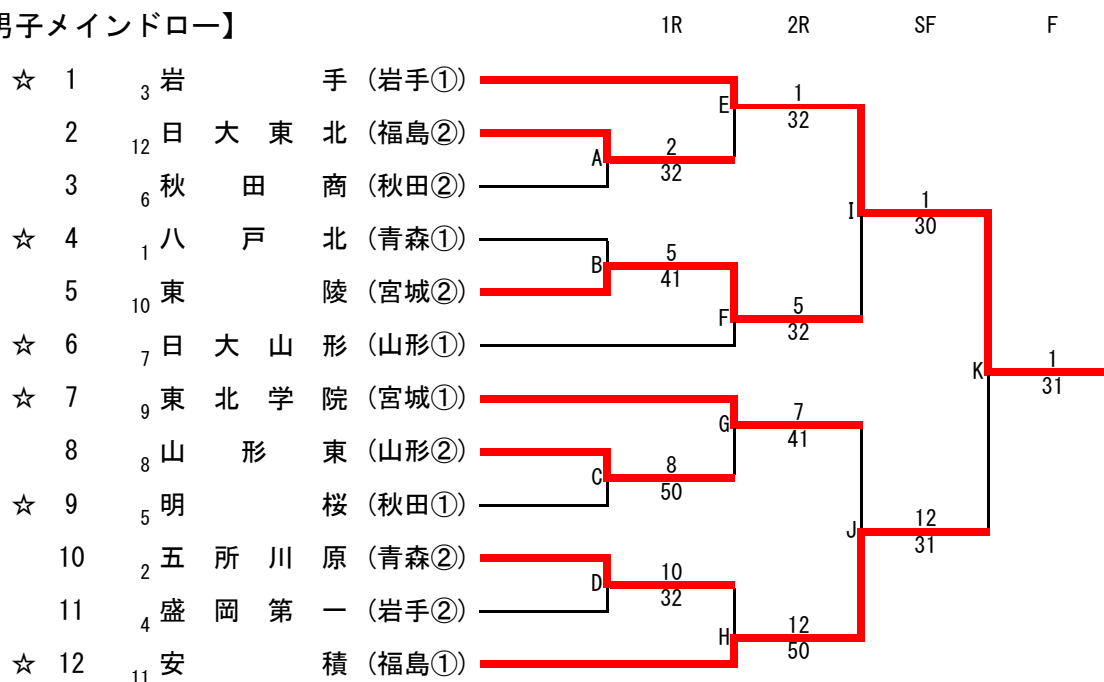 男子メインドロー】 1R 2R SF F
☆ 1 3 岩手 (岩手①)
E 1
32
2 12 日大東北 (福島②)
A 2
32
3 6 秋田商 (秋田②)
I 1
30
☆ 4 1 八戸北 (青森①)
B 5
41
5 10 東陵 (宮城②)
F 5
32
☆ 6 7 日大山形 (山形①)
K 1
31
☆ 7 9 東北学院 (宮城①)
G 7
41
8 8 山形東 (山形②)
C 8
50
☆ 9 5 明桜 (秋田①)
J 12
31
10 2 五所川原 (青森②)
D 10
32
11 4 盛岡第一 (岩手②)
H 12
50
☆ 12 11 安積 (福島①)